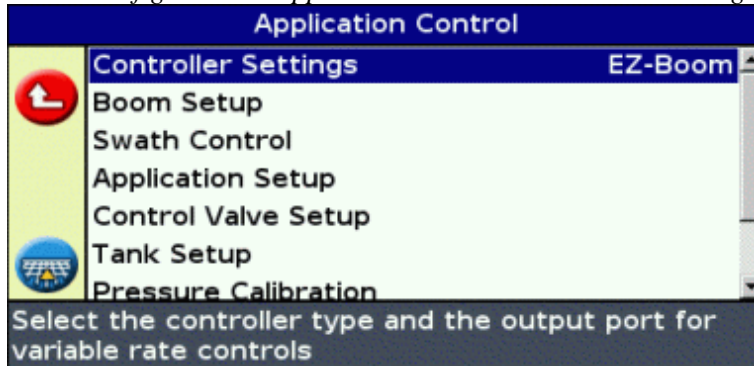 Application Control
Controller Settings EZ-Boom
Boom Setup
Swath Control
Application Setup
Control Valve Setup
Tank Setup
Pressure Calibration
Select the controller type and the output port for
variable rate controls